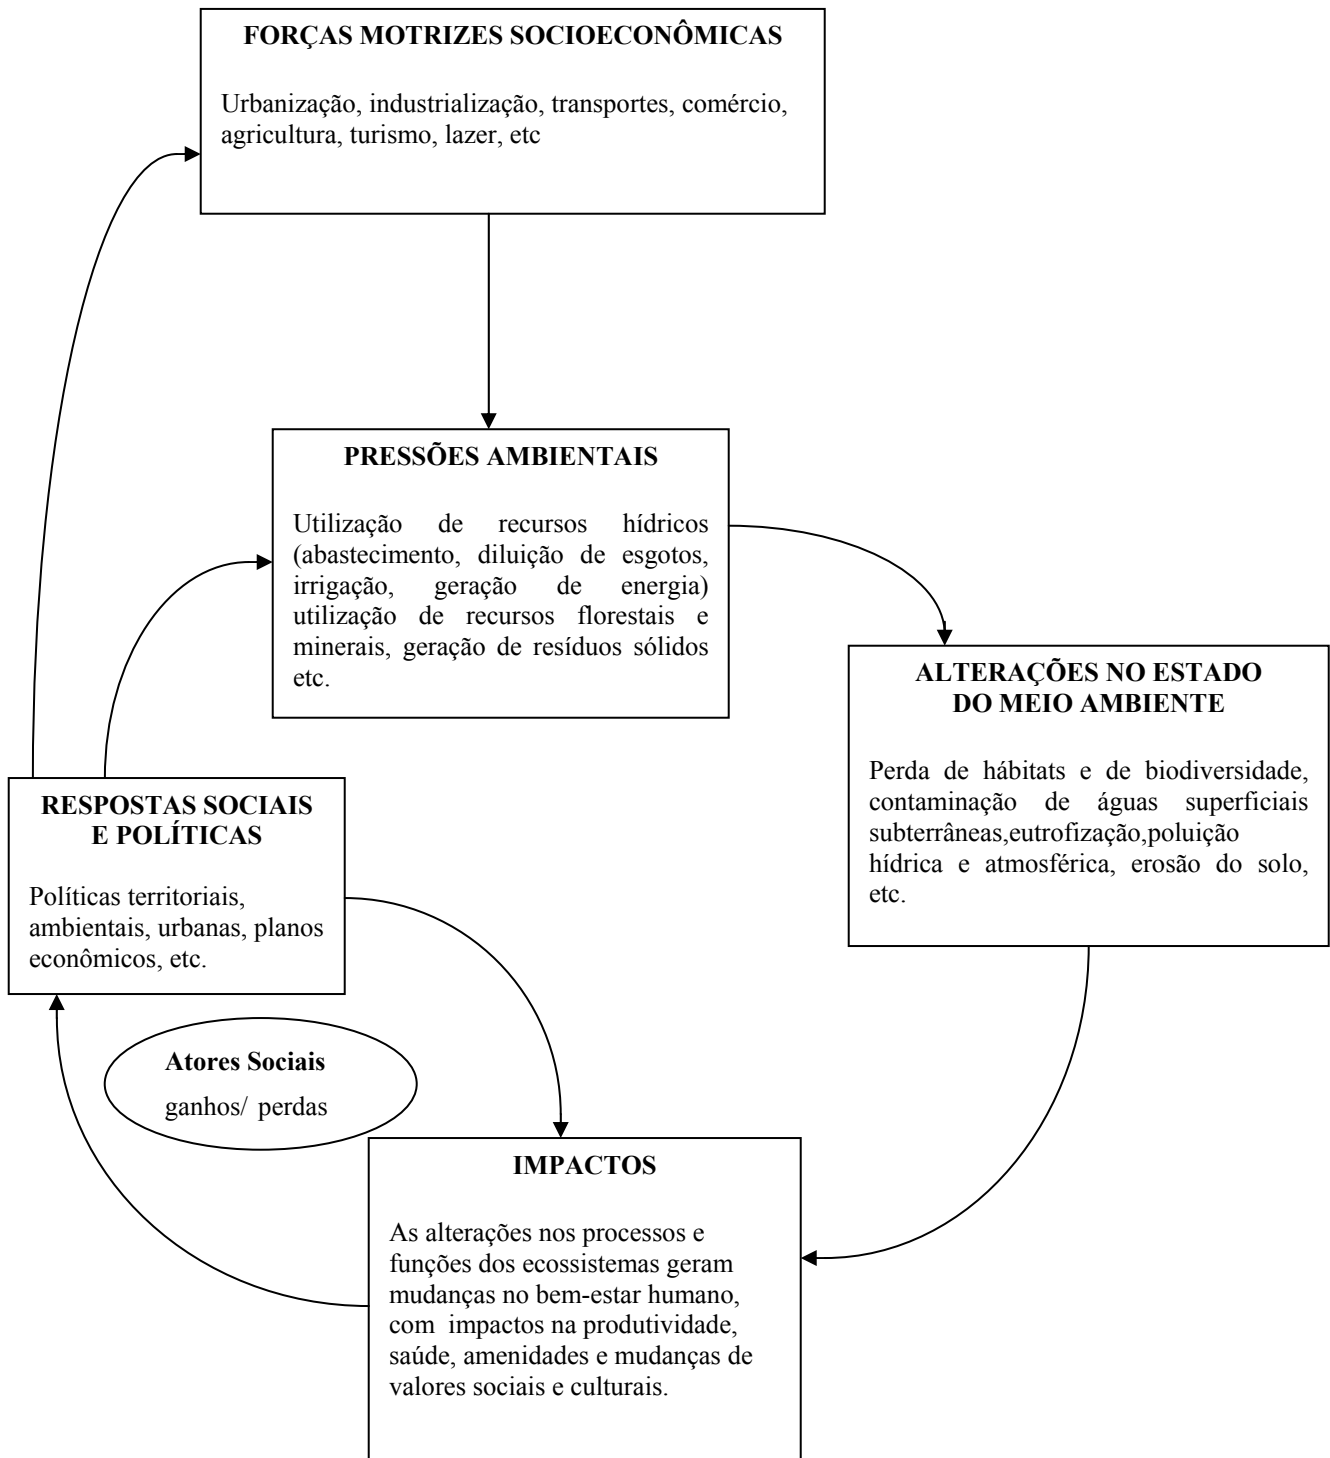 FORÇAS MOTRIZES SOCIOECONÔMICAS
Urbanização, industrialização, transportes, comércio,
agricultura, turismo, lazer, etc
PRESSÕES AMBIENTAIS
Utilização de recursos hídricos
(abastecimento, diluição de esgotos,
irrigação, geração de energia)
utilização de recursos florestais e
minerais, geração de resíduos sólidos
etc.
ALTERAÇÕES NO ESTADO
DO MEIO AMBIENTE
Perda de hábitats e de biodiversidade,
contaminação de águas superficiais
subterrâneas,eutrofização,poluição
hídrica e atmosférica, erosão do solo,
etc.
RESPOSTAS SOCIAIS
E POLÍTICAS
Políticas territoriais,
ambientais, urbanas, planos
econômicos, etc.
Atores Sociais
ganhos/ perdas
IMPACTOS
As alterações nos processos e
funções dos ecossistemas geram
mudanças no bem-estar humano,
com impactos na produtividade,
saúde, amenidades e mudanças de
valores sociais e culturais.